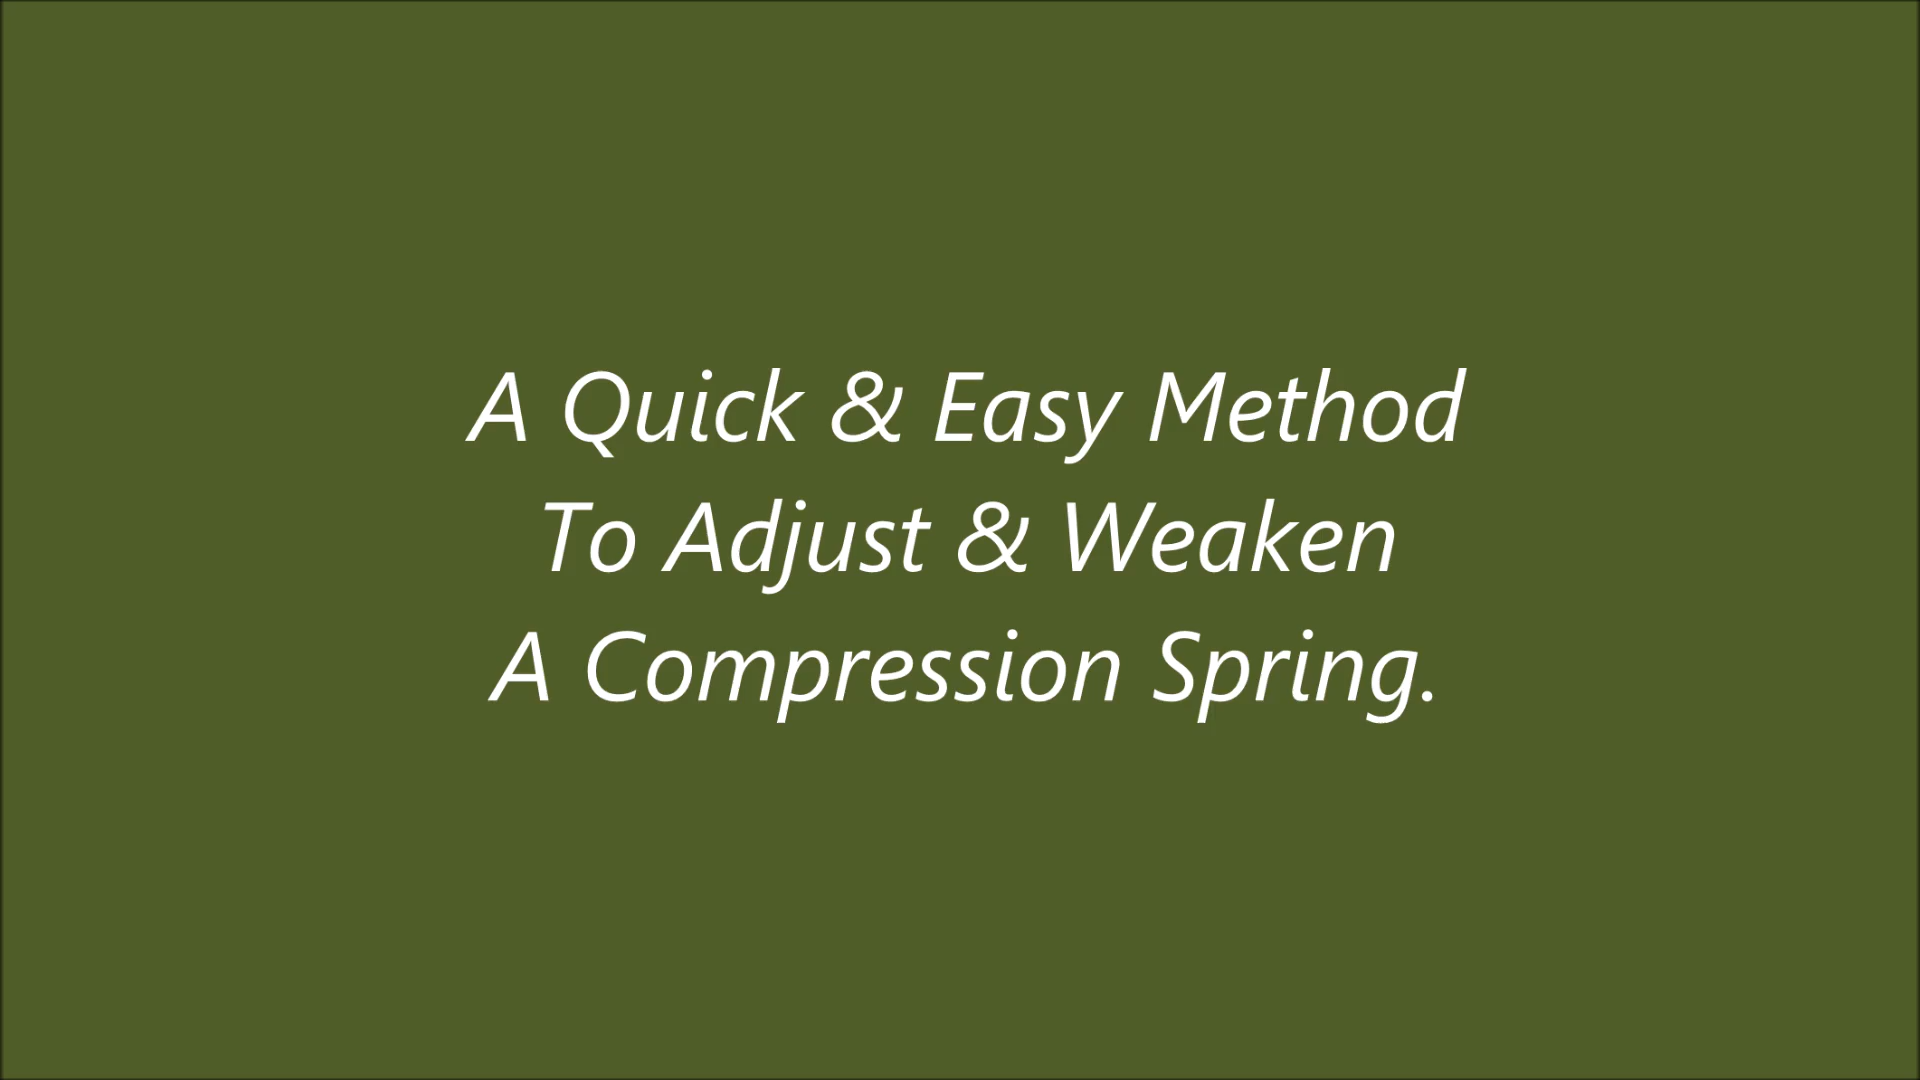 A Quick & Easy Method
To Adjust & Weaken
A Compression Spring.